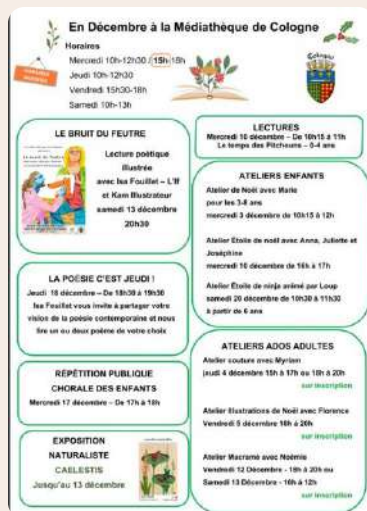 En Décembre à la Médiathèque de Cologne
Horaires
Mercredi 10h-12h30 / 15h-18h
Jeudi 10h-12h30
Vendredi 15h30-18h
Samedi 10h-13h
Cologne
LE BRUIT DU FEUTRE
Lecture poétique
illustrée
avec Isa Fouillet – L'If
et Kam Illustrateur
samedi 13 décembre
20h30
LA POÉSIE C'EST JEUDI !
Jeudi 18 décembre – De 18h30 à 19h30
Isa Fouillet vous invite à partager votre
vision de la poésie contemporaine et nous
lire un ou deux poème de votre choix
RÉPÉTITION PUBLIQUE
CHORALE DES ENFANTS
Mercredi 17 décembre – De 17h à 18h
EXPOSITION
NATURALISTE
CAELESTIS
Jusqu'au 13 décembre
LECTURES
Mercredi 10 décembre – De 10h15 à 11h
Le temps des Pitchouns – 0-4 ans
ATELIERS ENFANTS
Atelier de Noël avec Marie
pour les 3-8 ans
mercredi 3 décembre de 10h15 à 12h
Atelier Étoile de noël avec Anna, Juliette et
Joséphine
mercredi 10 décembre de 16h à 17h
Atelier Étoile de ninja animé par Loup
samedi 20 décembre de 10h30 à 11h30
à partir de 6 ans
ATELIERS ADOS ADULTES
Atelier couture avec Myriam
jeudi 4 décembre 15h à 17h ou 18h à 20h
sur inscription
Atelier Illustrations de Noël avec Florence
Vendredi 5 décembre 18h à 20h
sur inscription
Atelier Macramé avec Noémie
Vendredi 12 Décembre - 18h à 20h ou
Samedi 13 Décembre - 10h à 12h
sur inscription